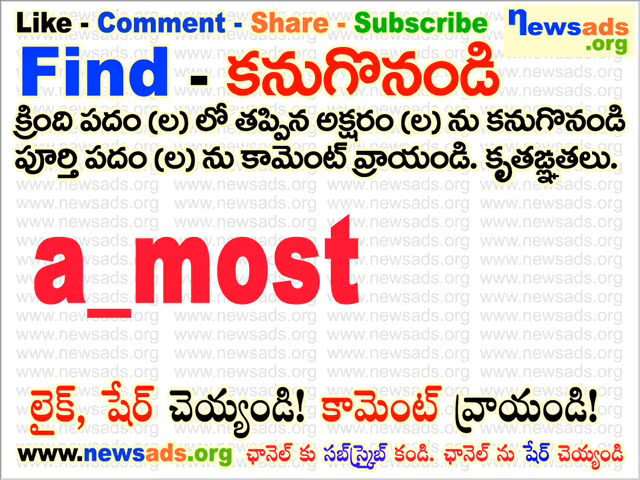 Like - Comment - Share - Subscribe
newsads
.org
Find - కనుగొనండి
క్రింది పదం (ల) లో తప్పిన అక్షరం (ల) ను కనుగొనండి
పూర్తి పదం (ల) ను కామెంట్ వ్రాయండి. కృతఙ్ఞతలు.
a_most
లైక్, షేర్ చెయ్యండి! కామెంట్ వ్రాయండి!
www.newsads.org ఛానెల్ కు సబ్‌స్క్రైబ్ కండి. ఛానెల్ ను షేర్ చెయ్యండి